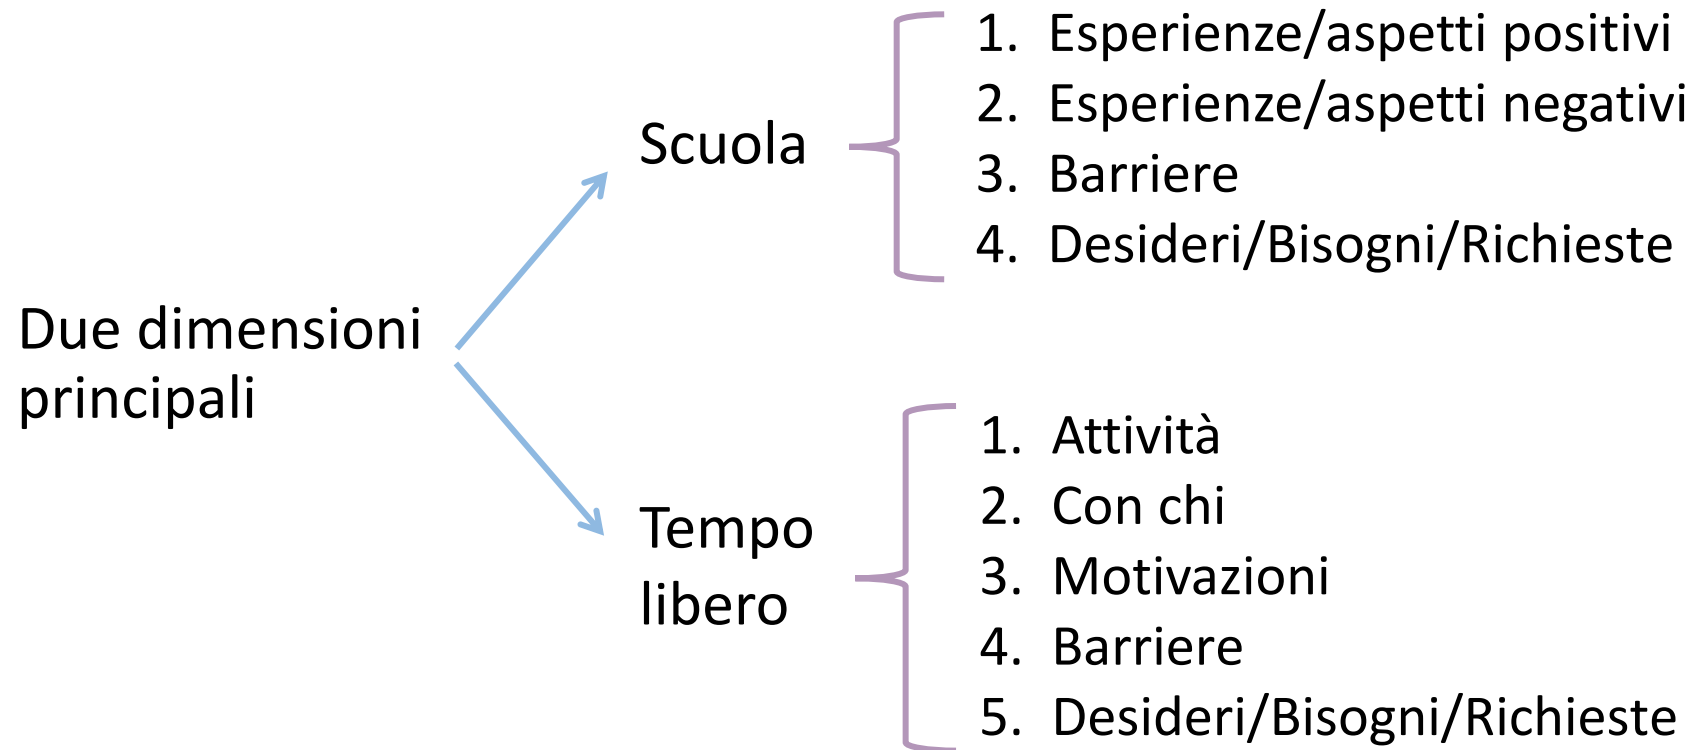 Due dimensioni
principali
Scuola
1. Esperienze/aspetti positivi
2. Esperienze/aspetti negativi
3. Barriere
4. Desideri/Bisogni/Richieste
Tempo
libero
1. Attività
2. Con chi
3. Motivazioni
4. Barriere
5. Desideri/Bisogni/Richieste